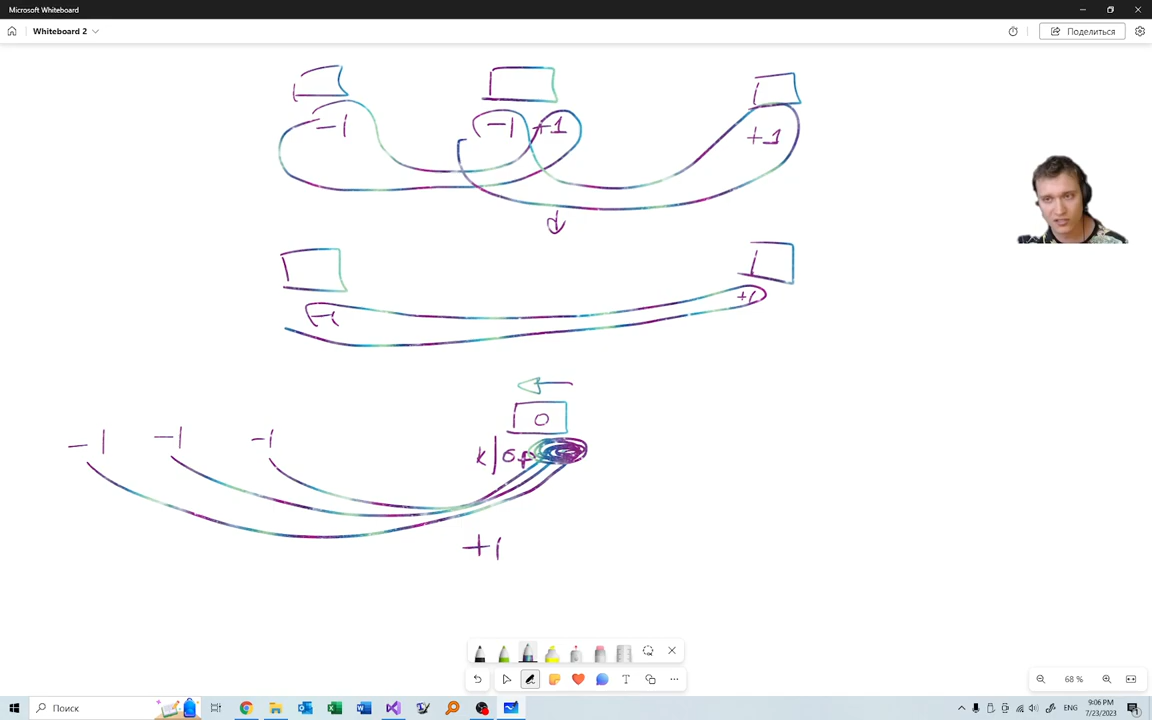 Microsoft Whiteboard
Whiteboard 2
Поделиться
-1
-1 +1
+1
-1
+1
0
-1 -1 -1
+1
68 %
Поиск
ENG
9:06 PM
7/23/2023